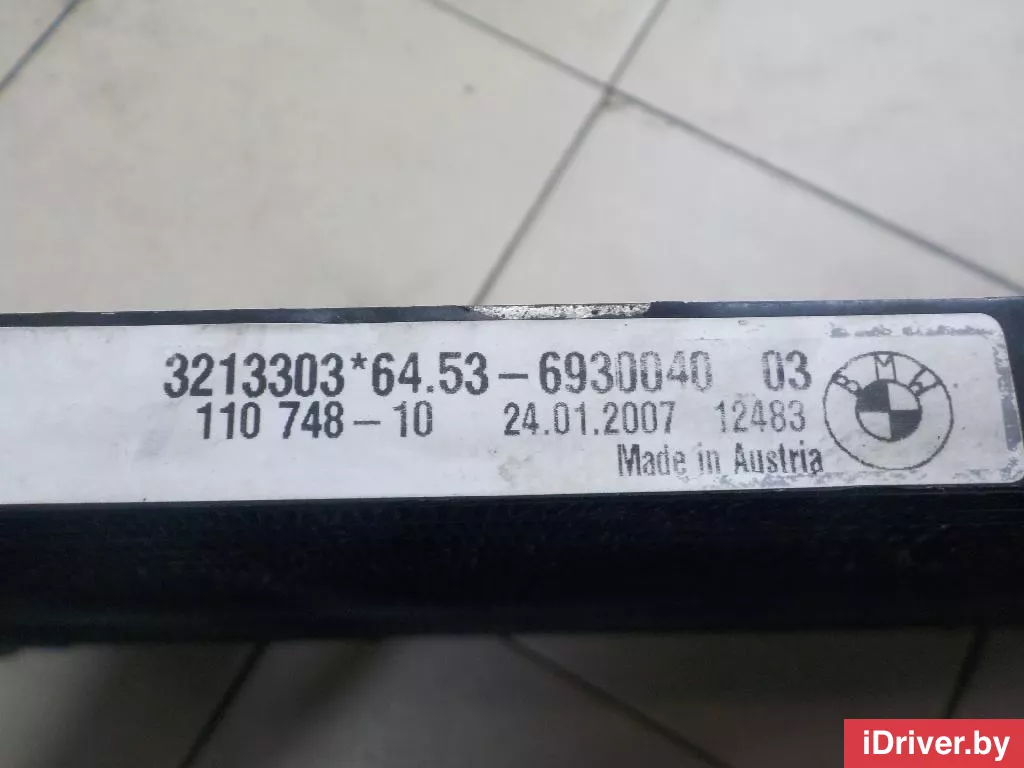 3213303*64.53-6930040 03
110 748-10 24.01.2007 12483
Made in Austria
BMW
iDriver.by